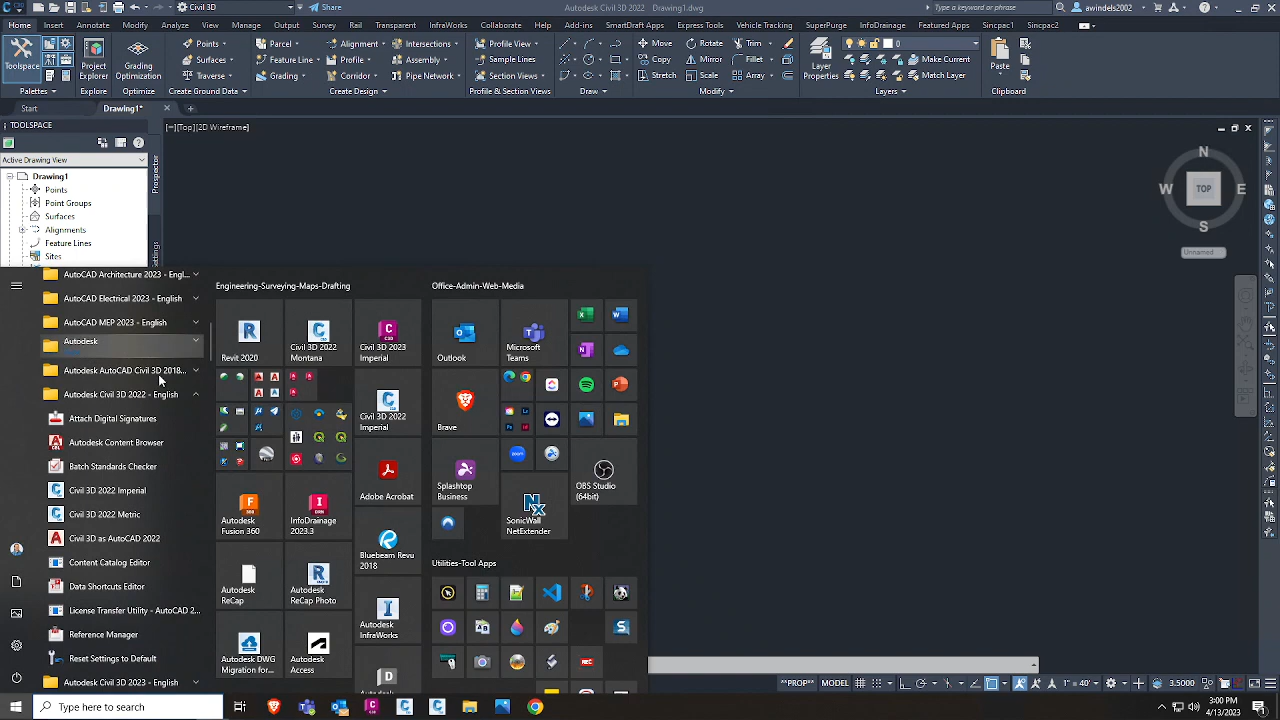 Civil 3D
Share
Autodesk Civil 3D 2022 Drawing1.dwg
Type a keyword or phrase
awindels2002
Home Insert Annotate Modify Analyze View Manage Output Survey Rail Transparent InfraWorks Collaborate Help Add-ins SmartDraft Apps Express Tools Vehicle Tracking SuperPurge InfoDrainage Featured Apps Sincpac1 Sincpac2
Toolspace
Project Explorer
Grading Optimization
Points
Surfaces
Traverse
Parcel
Feature Line
Grading
Alignment
Profile
Corridor
Intersections
Assembly
Pipe Network
Profile View
Sample Lines
Section Views
Move
Copy
Stretch
Rotate
Mirror
Scale
Trim
Fillet
Array
Layer Properties
0
Make Current
Match Layer
Paste
Palettes
Create Ground Data
Create Design
Profile & Section Views
Draw
Modify
Layers
Clipboard
Start
Drawing1*
TOOLSPACE
[−][Top][2D Wireframe]
Active Drawing View
Drawing1
Points
Point Groups
Surfaces
Alignments
Feature Lines
Sites
Prospector
Settings
N
W
TOP
E
S
Unnamed
AutoCAD Architecture 2023 - Engl...
AutoCAD Electrical 2023 - English
AutoCAD MEP 2023 - English
Autodesk
Autodesk AutoCAD Civil 3D 2018...
Autodesk Civil 3D 2022 - English
Attach Digital Signatures
Autodesk Content Browser
Batch Standards Checker
Civil 3D 2022 Imperial
Civil 3D 2022 Metric
Civil 3D as AutoCAD 2022
Content Catalog Editor
Data Shortcuts Editor
License Transfer Utility - AutoCAD 2...
Reference Manager
Reset Settings to Default
Autodesk Civil 3D 2023 - English
Engineering-Surveying-Maps-Drafting
Revit 2020
Civil 3D 2022 Montana
Civil 3D 2023 Imperial
Civil 3D 2022 Imperial
Adobe Acrobat
Autodesk Fusion 360
InfoDrainage 2023.3
Bluebeam Revu 2018
Autodesk ReCap
Autodesk ReCap Photo
Autodesk InfraWorks
Autodesk DWG Migration for...
Autodesk Access
Office-Admin-Web-Media
Outlook
Microsoft Teams
Brave
Splashtop Business
OBS Studio (64bit)
SonicWall NetExtender
Utilities-Tool Apps
*PROP*
MODEL
1" = 40'
3.5000
Type here to search
3:00 PM
4/13/2023